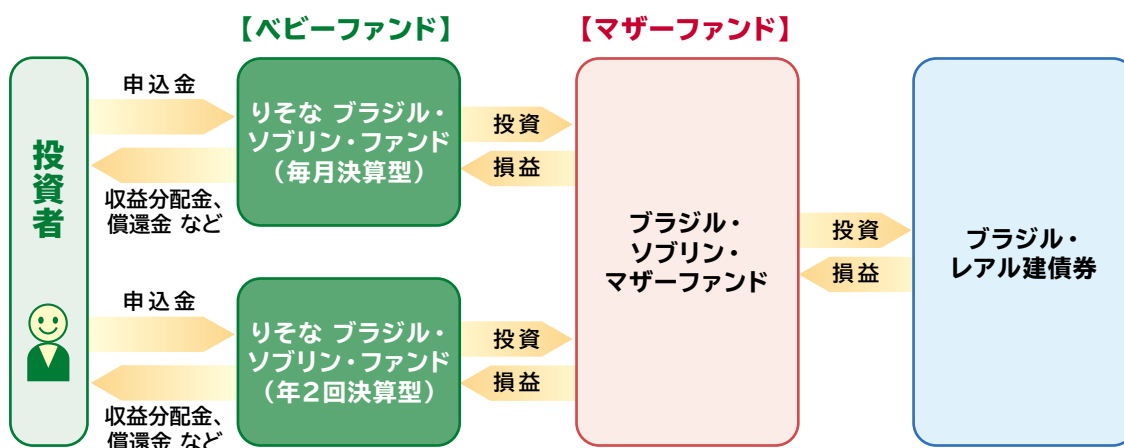 【ベビーファンド】
【マザーファンド】
投資者
申込金
収益分配金、
償還金 など
りそな ブラジル・
ソブリン・ファンド
（毎月決算型）
投資
損益
申込金
収益分配金、
償還金 など
りそな ブラジル・
ソブリン・ファンド
（年2回決算型）
投資
損益
ブラジル・
ソブリン・
マザーファンド
投資
損益
ブラジル・
レアル建債券